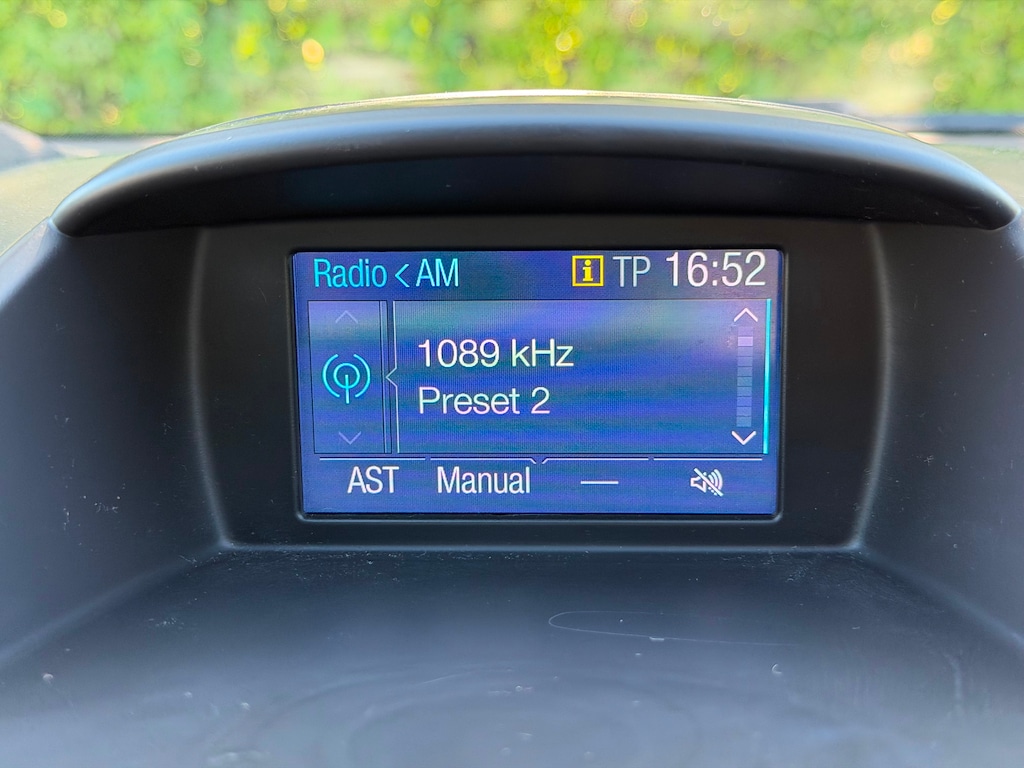 Radio < AM i TP 16:52
1089 kHz
Preset 2
AST Manual —